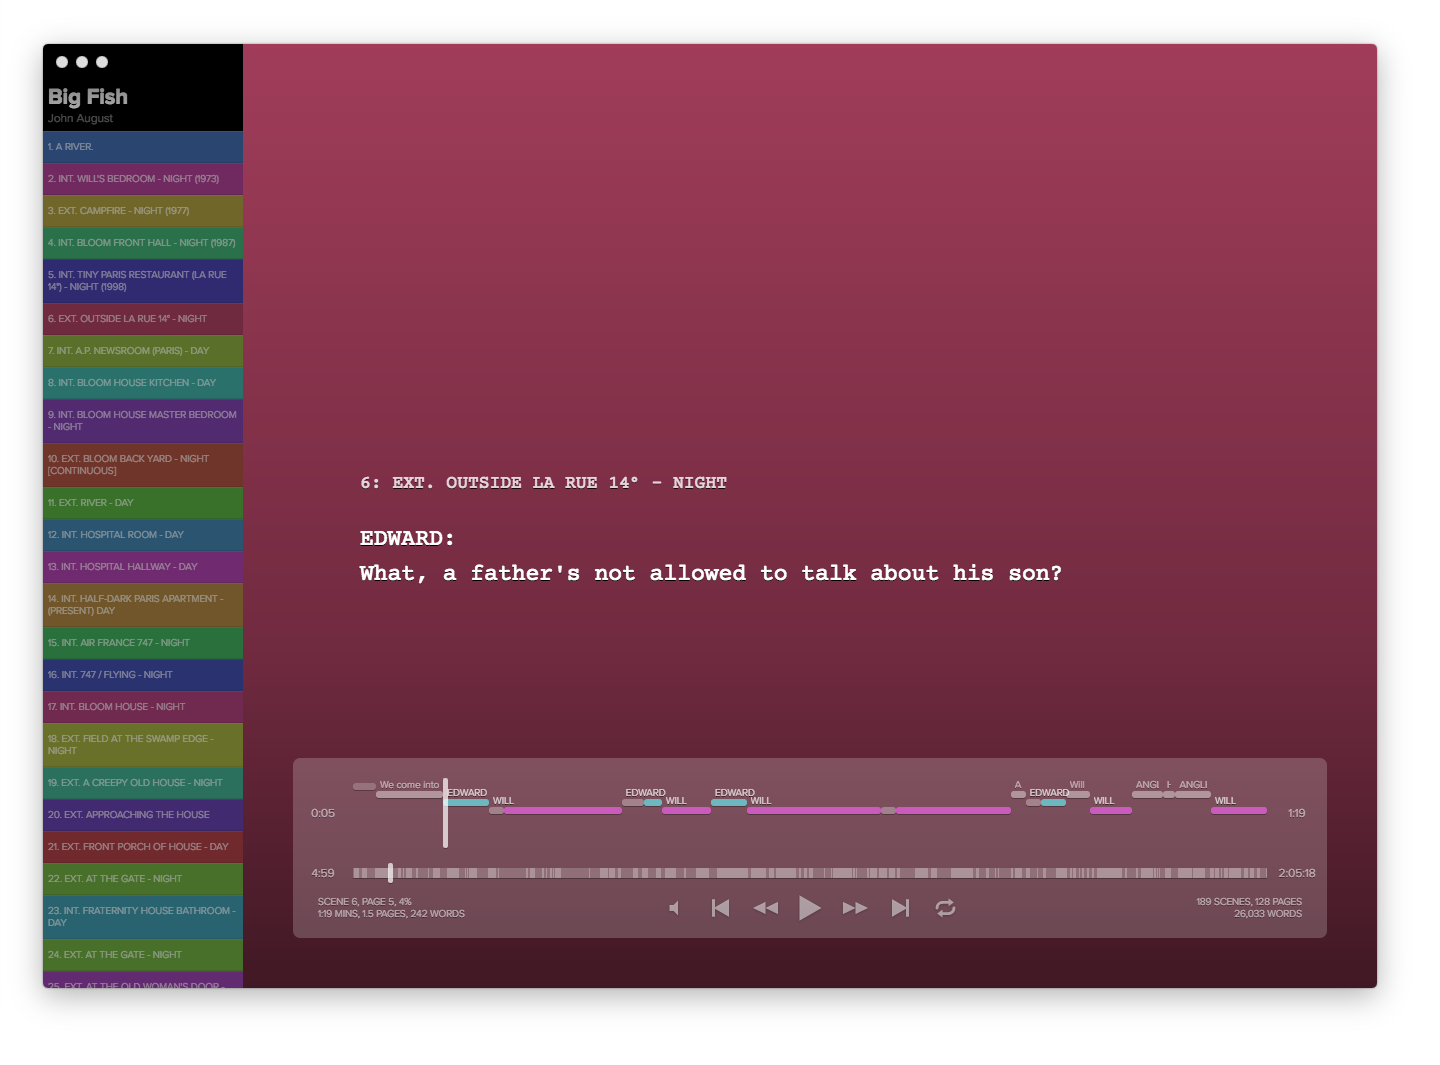 Big Fish
John August
1. A RIVER.
2. INT. WILL'S BEDROOM - NIGHT (1973)
3. EXT. CAMPFIRE - NIGHT (1977)
4. INT. BLOOM FRONT HALL - NIGHT (1987)
5. INT. TINY PARIS RESTAURANT (LA RUE
14°) - NIGHT (1998)
6. EXT. OUTSIDE LA RUE 14° - NIGHT
7. INT. A.P. NEWSROOM (PARIS) - DAY
8. INT. BLOOM HOUSE KITCHEN - DAY
9. INT. BLOOM HOUSE MASTER BEDROOM
- NIGHT
10. EXT. BLOOM BACK YARD - NIGHT
[CONTINUOUS]
11. EXT. RIVER - DAY
12. INT. HOSPITAL ROOM - DAY
13. INT. HOSPITAL HALLWAY - DAY
14. INT. HALF-DARK PARIS APARTMENT -
(PRESENT) DAY
15. INT. AIR FRANCE 747 - NIGHT
16. INT. 747 / FLYING - NIGHT
17. INT. BLOOM HOUSE - NIGHT
18. EXT. FIELD AT THE SWAMP EDGE -
NIGHT
19. EXT. A CREEPY OLD HOUSE - NIGHT
20. EXT. APPROACHING THE HOUSE
21. EXT. FRONT PORCH OF HOUSE - DAY
22. EXT. AT THE GATE - NIGHT
23. INT. FRATERNITY HOUSE BATHROOM -
DAY
24. EXT. AT THE GATE - NIGHT
25. EXT. AT THE OLD WOMAN'S DOOR -
6: EXT. OUTSIDE LA RUE 14° - NIGHT
EDWARD:
What, a father's not allowed to talk about his son?
We come into A Will ANGI H ANGLI
EDWARD EDWARD EDWARD EDWARD
WILL WILL WILL WILL WILL
0:05 1:19
4:59 2:05:18
SCENE 6, PAGE 5, 4%
1:19 MINS, 1.5 PAGES, 242 WORDS
189 SCENES, 128 PAGES
26,033 WORDS